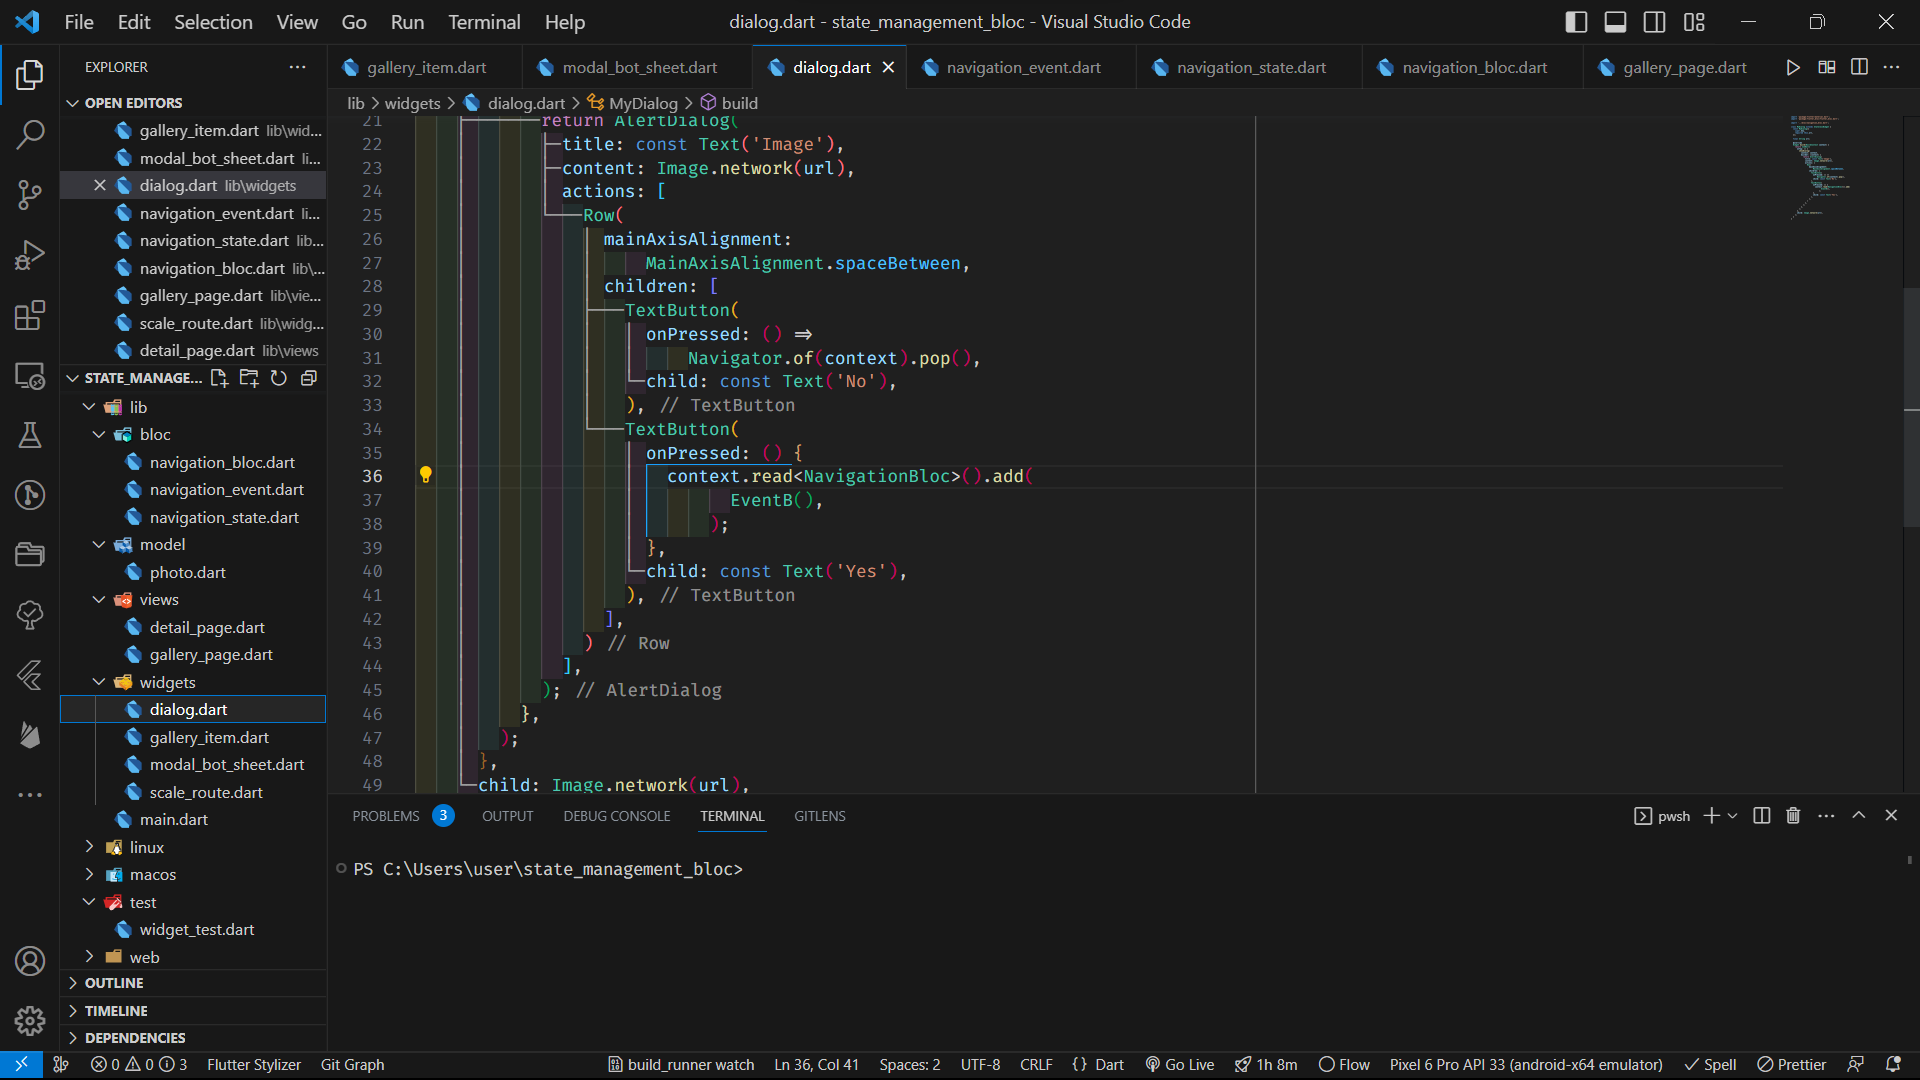 File Edit Selection View Go Run Terminal Help
dialog.dart - state_management_bloc - Visual Studio Code
EXPLORER
OPEN EDITORS
gallery_item.dart lib\wid...
modal_bot_sheet.dart li...
dialog.dart lib\widgets
navigation_event.dart li...
navigation_state.dart lib...
navigation_bloc.dart lib\...
gallery_page.dart lib\vie...
scale_route.dart lib\widg...
detail_page.dart lib\views
STATE_MANAGE...
lib
bloc
navigation_bloc.dart
navigation_event.dart
navigation_state.dart
model
photo.dart
views
detail_page.dart
gallery_page.dart
widgets
dialog.dart
gallery_item.dart
modal_bot_sheet.dart
scale_route.dart
main.dart
linux
macos
test
widget_test.dart
web
OUTLINE
TIMELINE
DEPENDENCIES
gallery_item.dart modal_bot_sheet.dart dialog.dart navigation_event.dart navigation_state.dart navigation_bloc.dart gallery_page.dart
lib > widgets > dialog.dart > MyDialog > build
21 return AlertDialog(
22 title: const Text('Image'),
23 content: Image.network(url),
24 actions: [
25 Row(
26 mainAxisAlignment:
27 MainAxisAlignment.spaceBetween,
28 children: [
29 TextButton(
30 onPressed: () =>
31 Navigator.of(context).pop(),
32 child: const Text('No'),
33 ), // TextButton
34 TextButton(
35 onPressed: () {
36 context.read<NavigationBloc>().add(
37 EventB(),
38 );
39 },
40 child: const Text('Yes'),
41 ), // TextButton
42 ],
43 ) // Row
44 ],
45 ); // AlertDialog
46 },
47 );
48 },
49 child: Image.network(url),
PROBLEMS 3 OUTPUT DEBUG CONSOLE TERMINAL GITLENS
pwsh
PS C:\Users\user\state_management_bloc>
0 0 3 Flutter Stylizer Git Graph build_runner watch Ln 36, Col 41 Spaces: 2 UTF-8 CRLF {} Dart Go Live 1h 8m Flow Pixel 6 Pro API 33 (android-x64 emulator) Spell Prettier